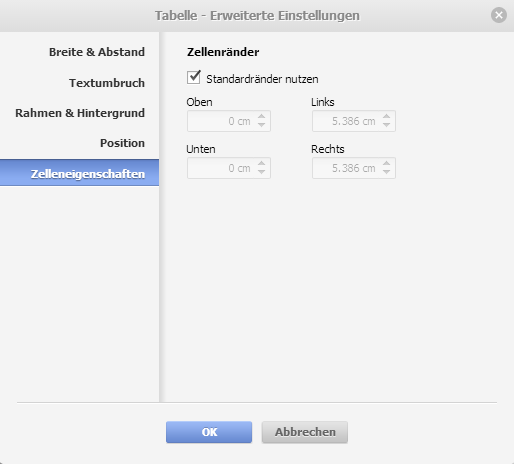 Tabelle - Erweiterte Einstellungen
Breite & Abstand
Textumbruch
Rahmen & Hintergrund
Position
Zelleneigenschaften
Zellenränder
Standardränder nutzen
Oben Links
0 cm 5.386 cm
Unten Rechts
0 cm 5.386 cm
OK Abbrechen